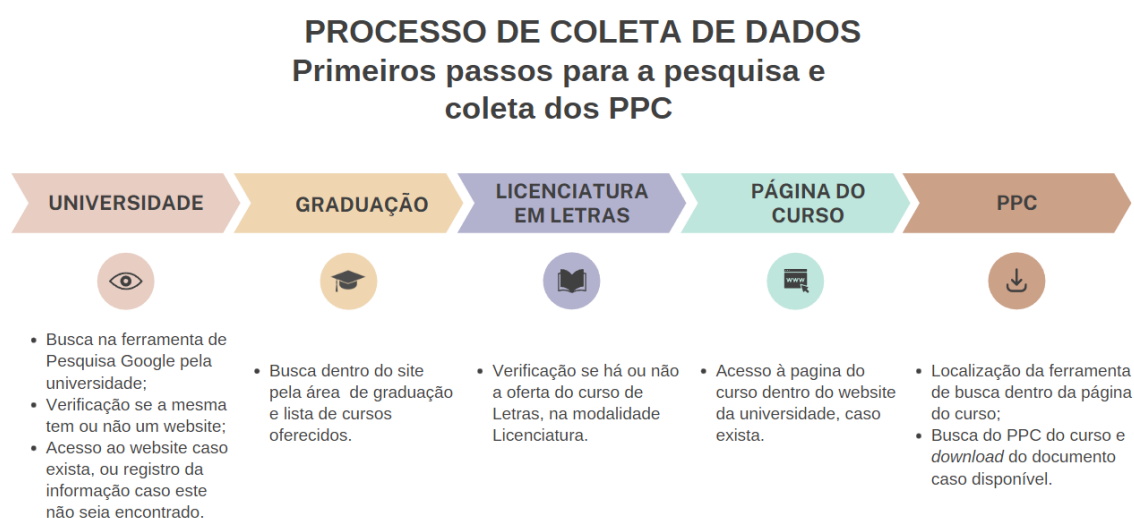 PROCESSO DE COLETA DE DADOS
Primeiros passos para a pesquisa e
coleta dos PPC
UNIVERSIDADE
GRADUAÇÃO
LICENCIATURA
EM LETRAS
PÁGINA DO
CURSO
PPC
WWW
• Busca na ferramenta de
Pesquisa Google pela
universidade;
• Verificação se a mesma
tem ou não um website;
• Acesso ao website caso
exista, ou registro da
informação caso este
não seia encontrado.
• Busca dentro do site
pela área de graduação
e lista de cursos
oferecidos.
• Verificação se há ou não
a oferta do curso de
Letras, na modalidade
Licenciatura.
• Acesso à pagina do
curso dentro do website
da universidade, caso
exista.
• Localização da ferramenta
de busca dentro da página
do curso;
• Busca do PPC do curso e
download do documento
caso disponível.